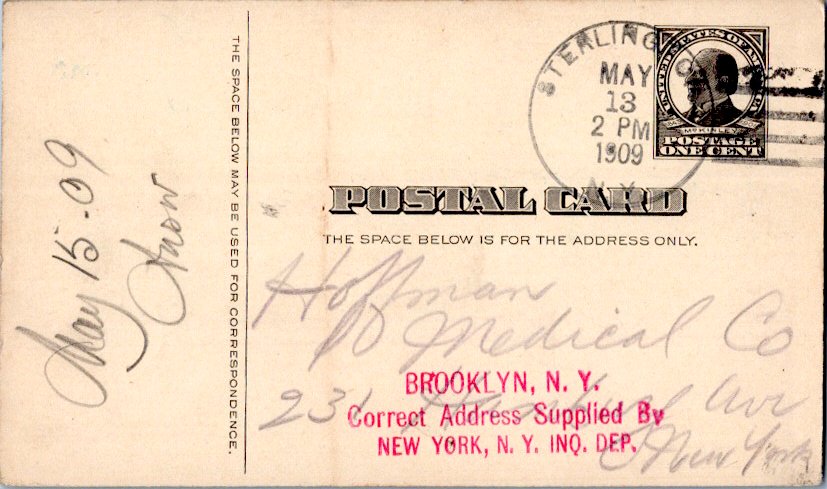 THE SPACE BELOW MAY BE USED FOR CORRESPONDENCE.
May 15-09
STERLING
MAY
13
2 PM
1909
N.Y.
UNITED STATES OF AMERICA
McKINLEY
POSTAGE
ONE CENT
POSTAL CARD
THE SPACE BELOW IS FOR THE ADDRESS ONLY.
Hoffman
Medical Co
231 Ave
New York
BROOKLYN, N. Y.
Correct Address Supplied By
NEW YORK, N. Y. INQ. DEP.